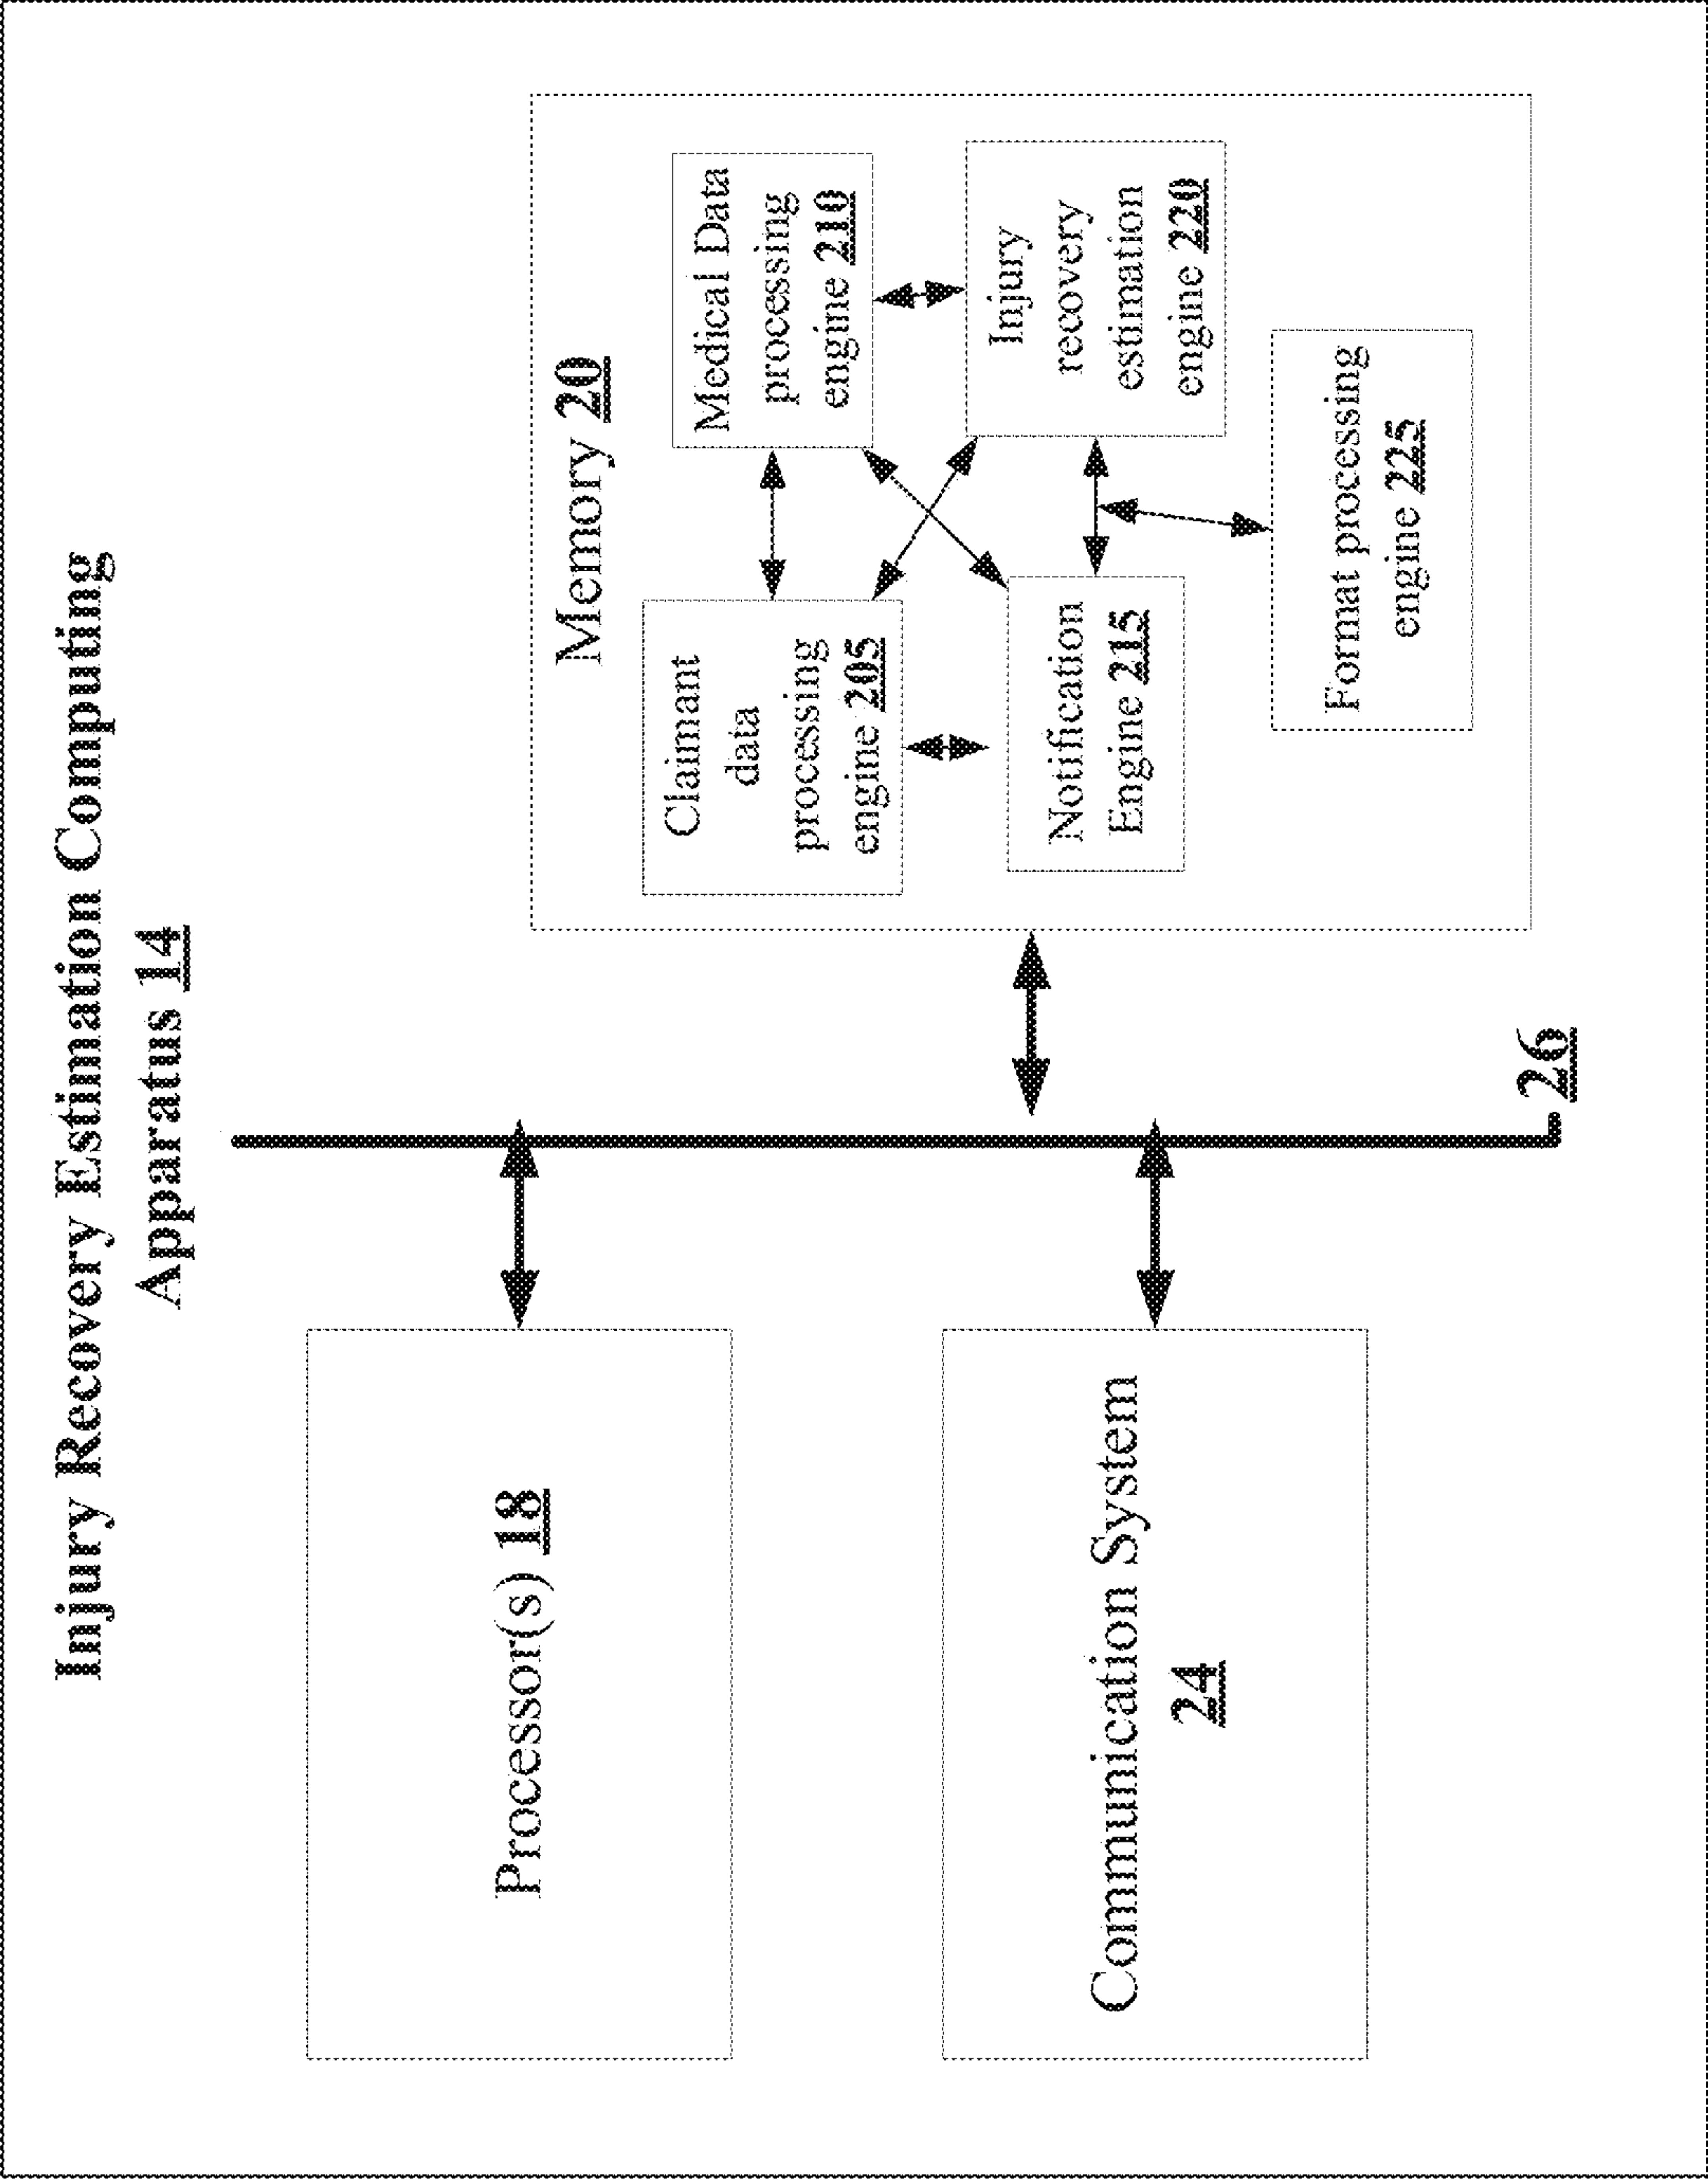 Injury Recovery Estimation Computing
Apparatus 14
Processor(s) 18
Communication System
24
26
Memory 20
Claimant
data
processing
engine 205
Medical Data
processing
engine 210
Notification
Engine 215
Injury
recovery
estimation
engine 220
Format processing
engine 225